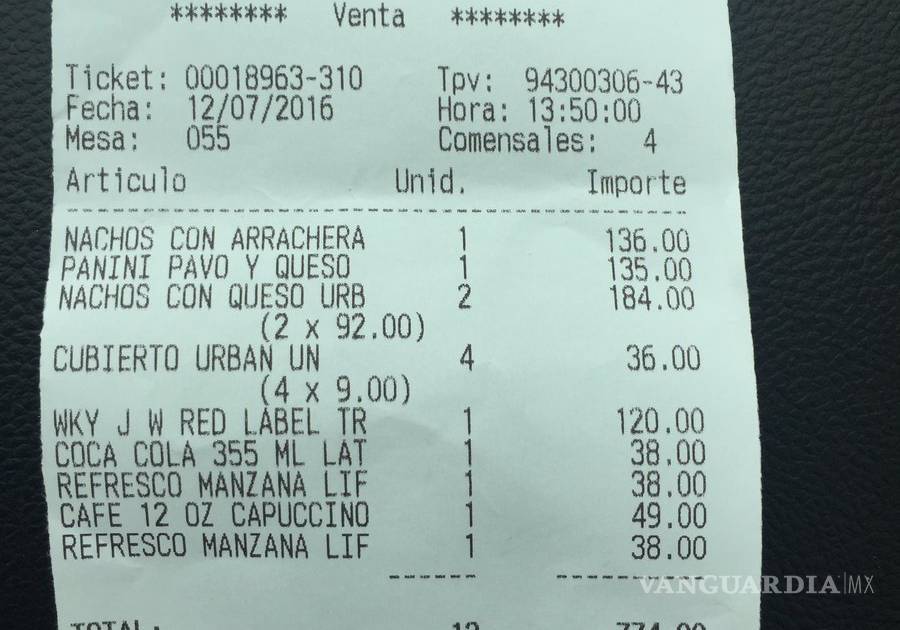 ******** Venta ********
Ticket: 00018963-310 Tpv: 94300306-43
Fecha: 12/07/2016 Hora: 13:50:00
Mesa: 055 Comensales: 4
Articulo Unid. Importe
NACHOS CON ARRACHERA 1 136.00
PANINI PAVO Y QUESO 1 135.00
NACHOS CON QUESO URB 2 184.00
(2 x 92.00)
CUBIERTO URBAN UN 4 36.00
(4 x 9.00)
WKY J W RED LABEL TR 1 120.00
COCA COLA 355 ML LAT 1 38.00
REFRESCO MANZANA LIF 1 38.00
CAFE 12 OZ CAPUCCINO 1 49.00
REFRESCO MANZANA LIF 1 38.00
VANGUARDIA|MX
TOTAL: 774.00